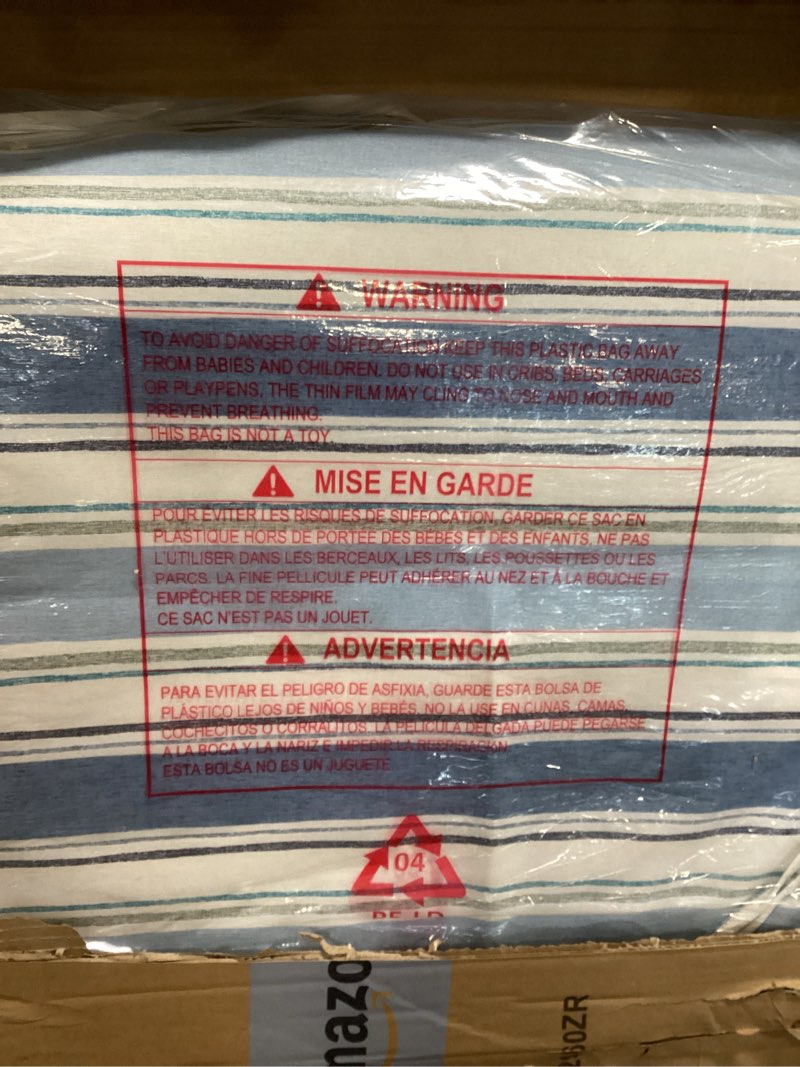 WARNING
TO AVOID DANGER OF SUFFOCATION KEEP THIS PLASTIC BAG AWAY
FROM BABIES AND CHILDREN. DO NOT USE IN CRIBS, BEDS, CARRIAGES
OR PLAYPENS. THE THIN FILM MAY CLING TO NOSE AND MOUTH AND
PREVENT BREATHING.
THIS BAG IS NOT A TOY.
MISE EN GARDE
POUR ÉVITER LES RISQUES DE SUFFOCATION, GARDER CE SAC EN
PLASTIQUE HORS DE PORTÉE DES BÉBÉS ET DES ENFANTS, NE PAS
L'UTILISER DANS LES BERCEAUX, LES LITS, LES POUSSETTES OU LES
PARCS. LA FINE PELLICULE PEUT ADHÉRER AU NEZ ET À LA BOUCHE ET
EMPÊCHER DE RESPIRE.
CE SAC N'EST PAS UN JOUET.
ADVERTENCIA
PARA EVITAR EL PELIGRO DE ASFIXIA, GUARDE ESTA BOLSA DE
PLÁSTICO LEJOS DE NIÑOS Y BEBÉS. NO LA USE EN CUNAS, CAMAS,
COCHECITOS O CORRALITOS. LA PELÍCULA DELGADA PUEDE PEGARSE
A LA BOCA Y LA NARIZ E IMPEDIR LA RESPIRACIÓN
ESTA BOLSA NO ES UN JUGUETE
04
nazo
260ZR